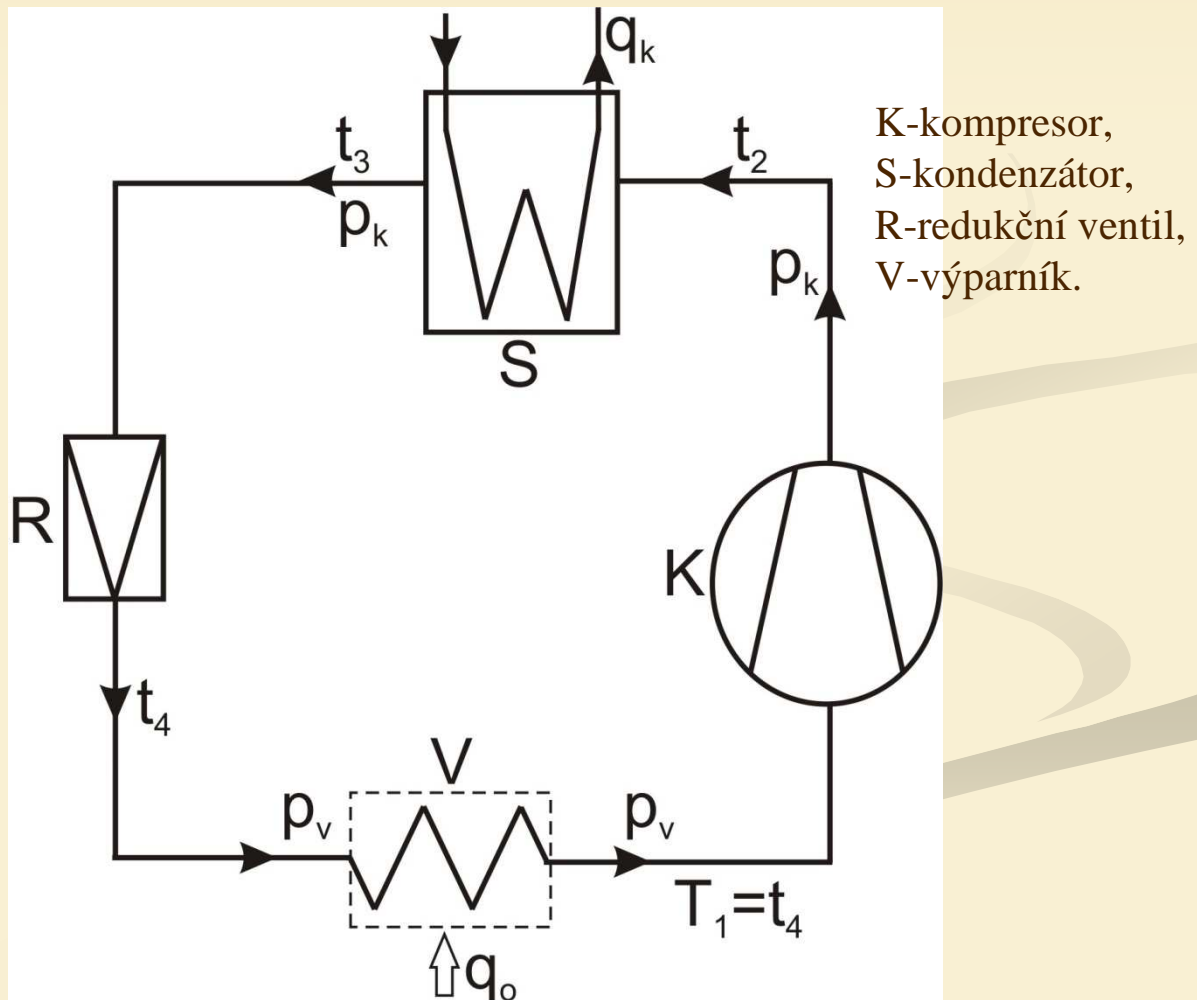 q_k
K-kompresor,
S-kondenzátor,
R-redukční ventil,
V-výparník.
t_3
t_2
p_k
p_k
S
R
K
t_4
V
p_v
p_v
T_1=t_4
q_o